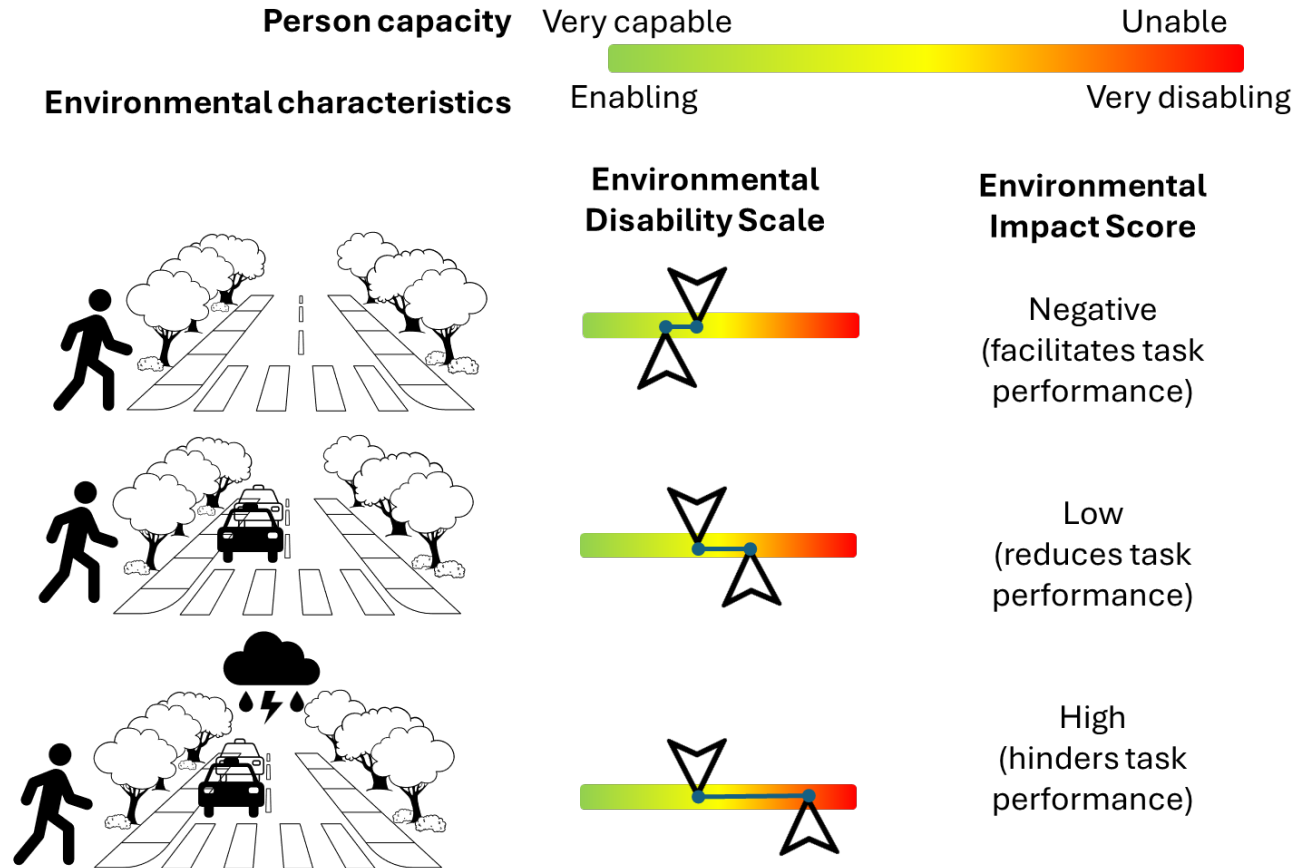 Person capacity
Very capable
Unable
Environmental characteristics
Enabling
Very disabling
Environmental
Disability Scale
Environmental
Impact Score
Negative
(facilitates task
performance)
Low
(reduces task
performance)
High
(hinders task
performance)